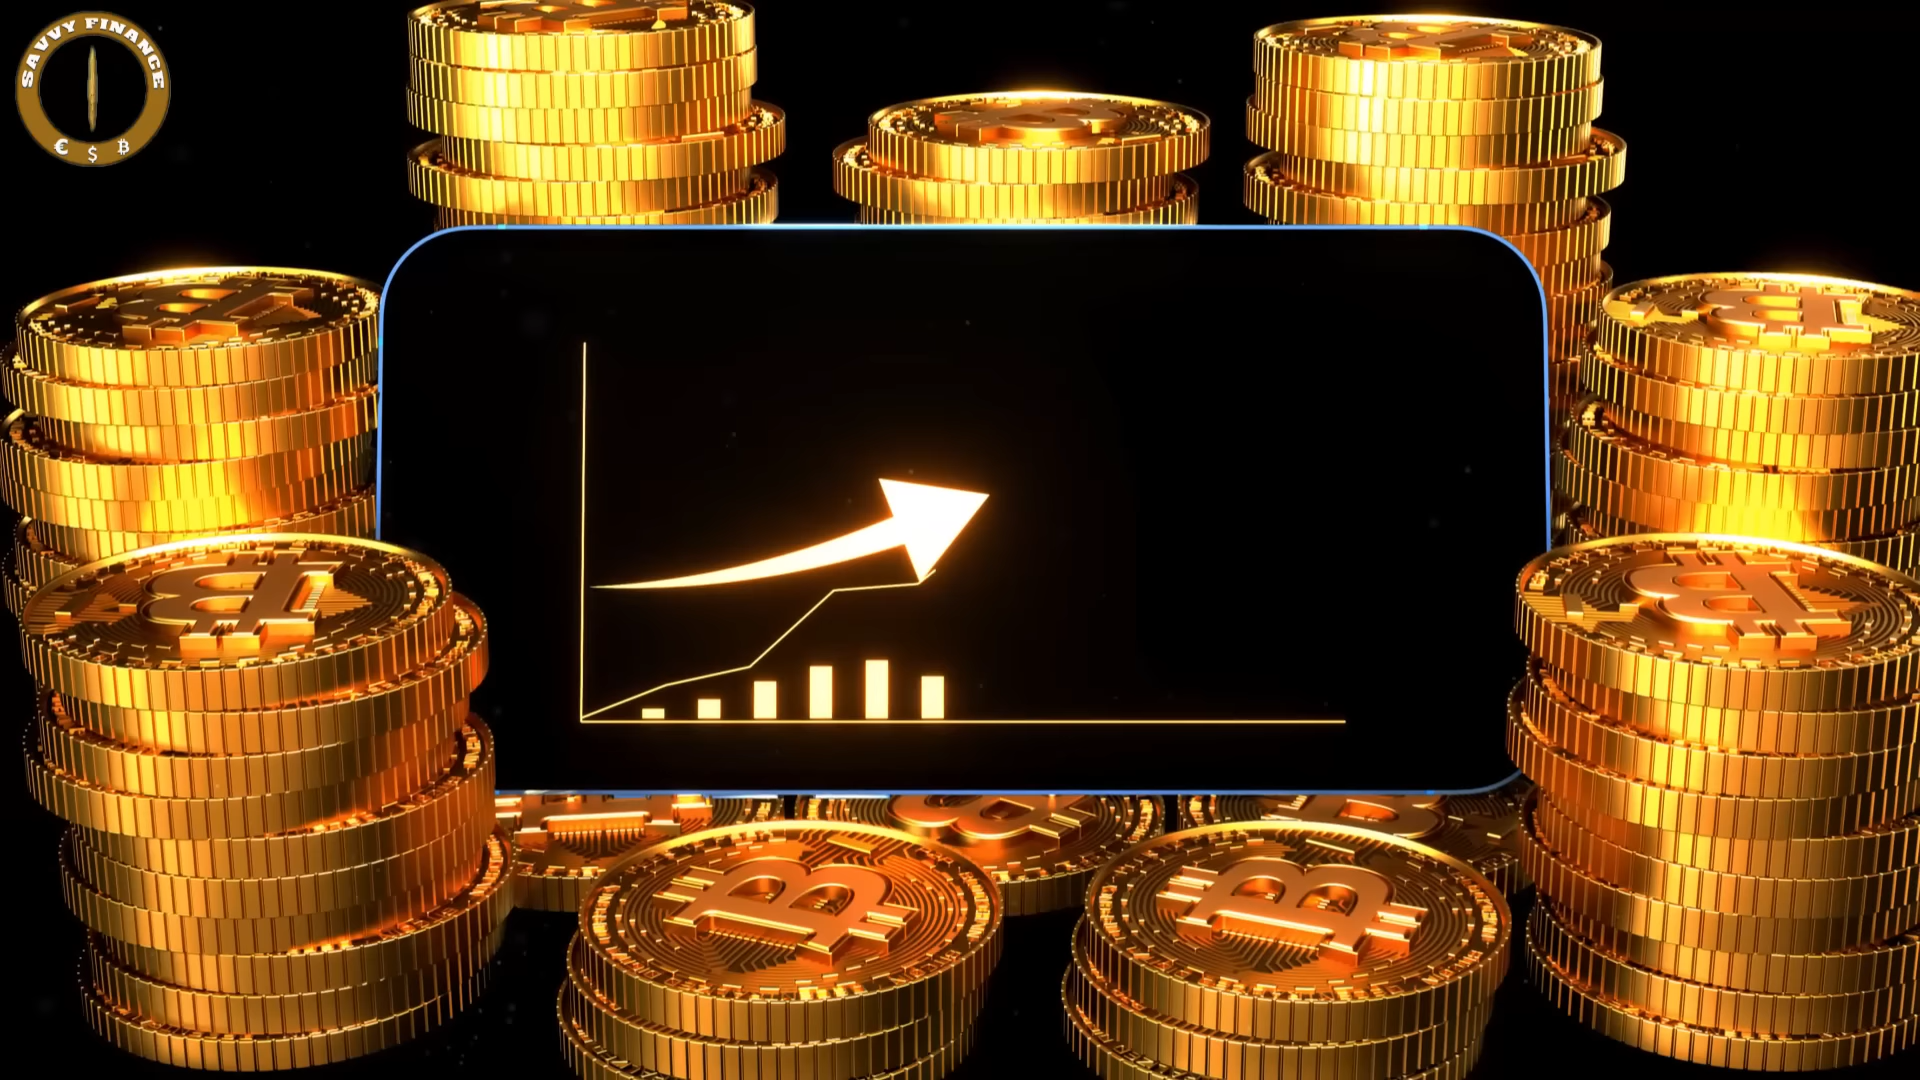 SAVVY FINANCE
€ $ ₿